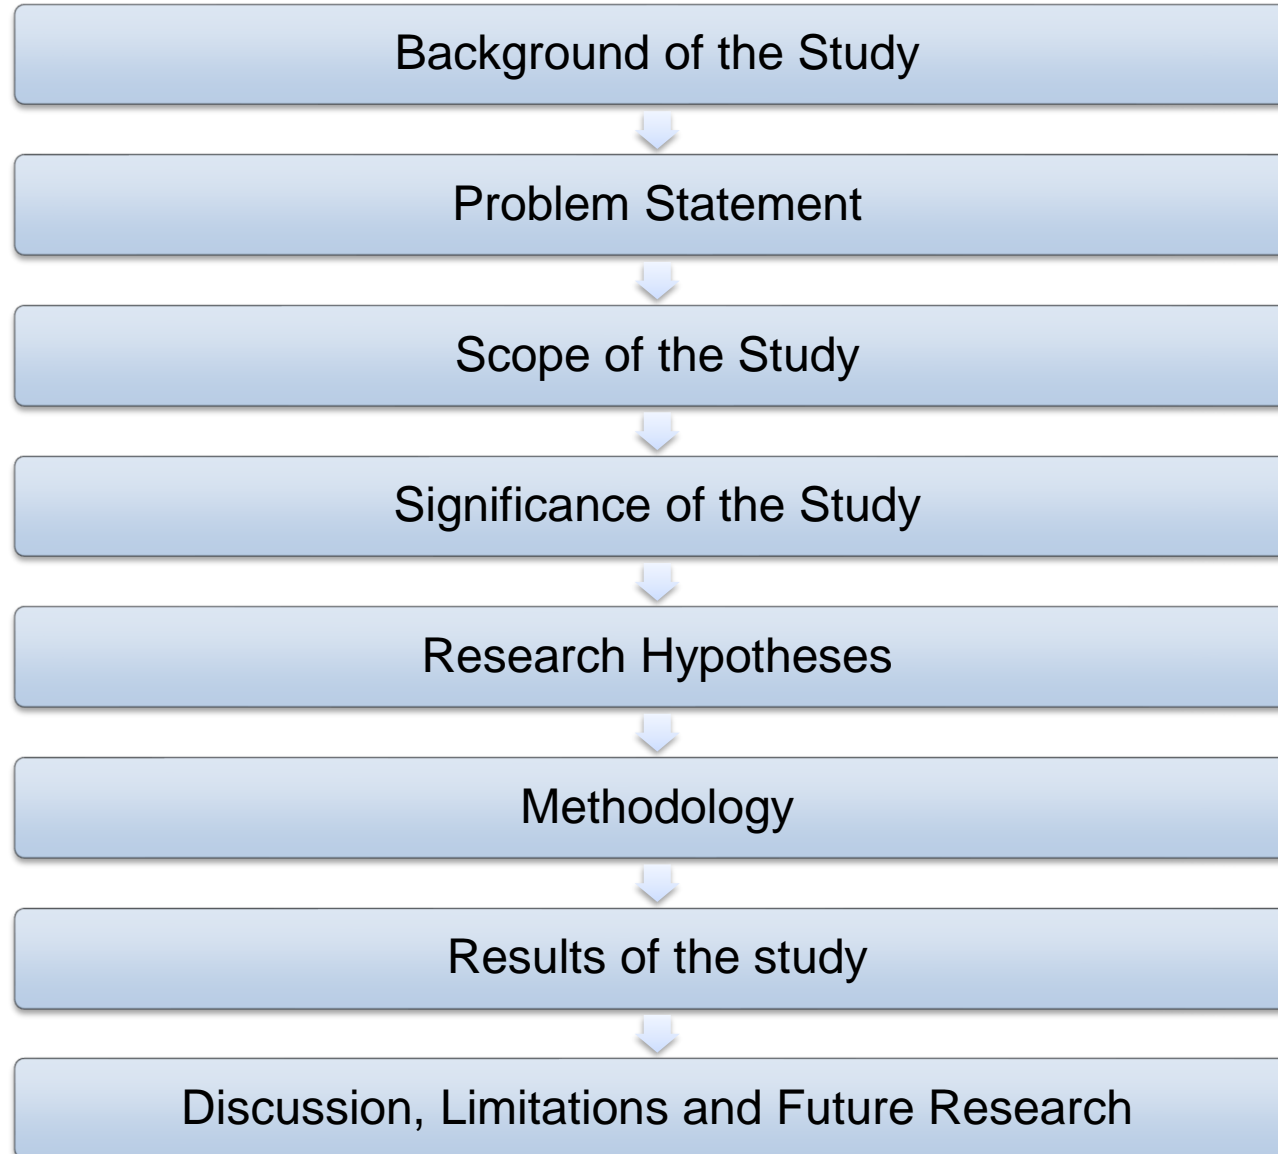 Background of the Study
Problem Statement
Scope of the Study
Significance of the Study
Research Hypotheses
Methodology
Results of the study
Discussion, Limitations and Future Research